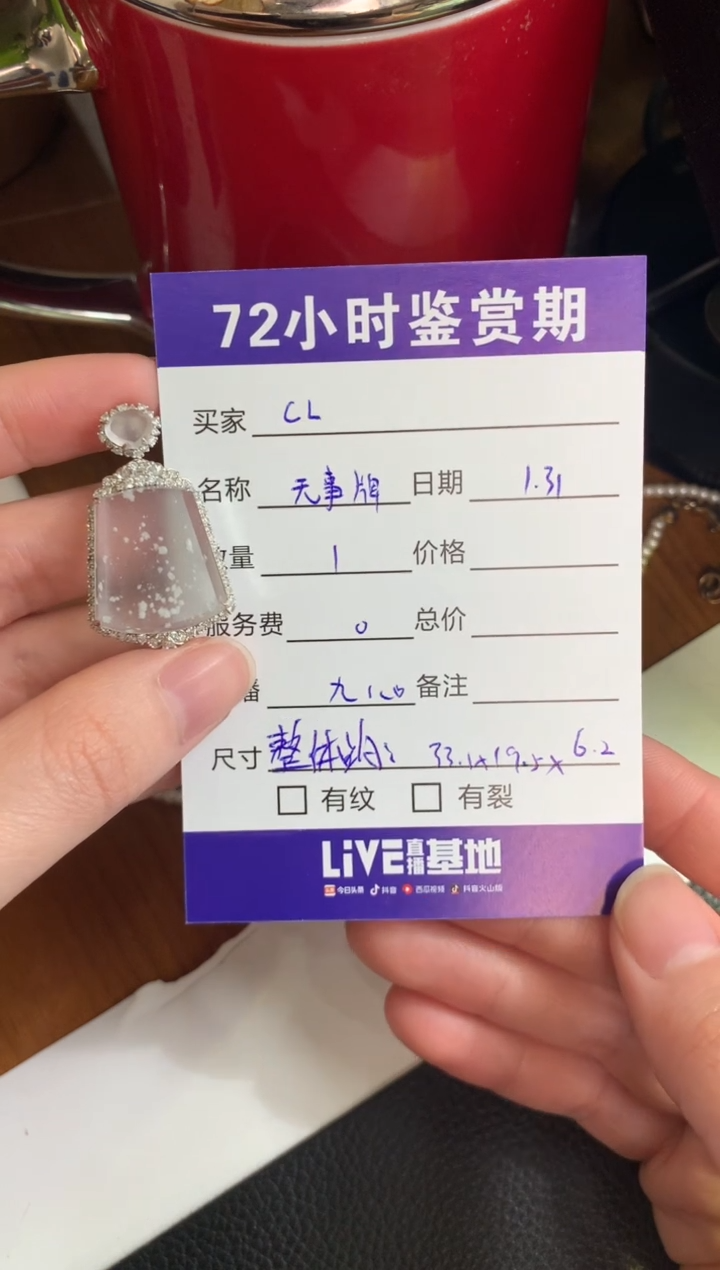 72小时鉴赏期
买家 CL
名称 无事牌 日期 1.31
量 1 价格
服务费 0 总价
播 九 备注
尺寸 整体约: 33.1x19.5x6.2
有纹 有裂
LiVE直播基地
今日头条 抖音 西瓜视频 抖音火山版